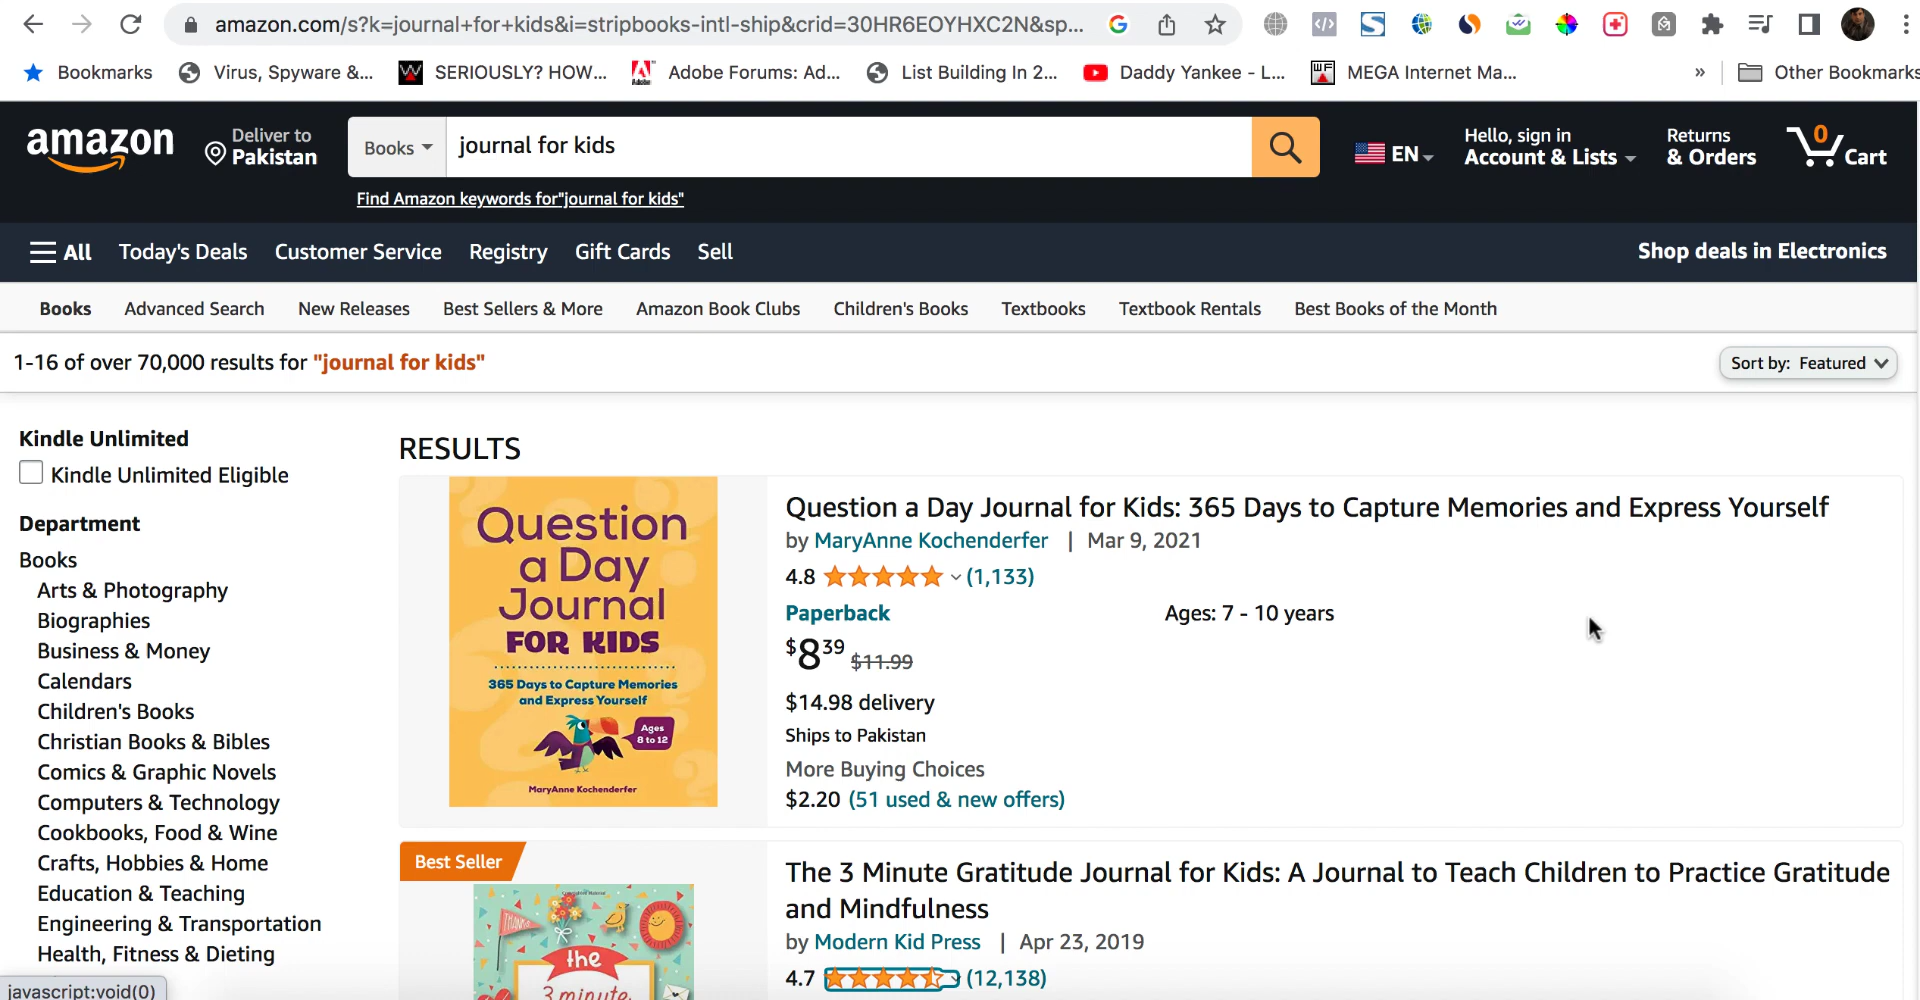 amazon.com/s?k=journal+for+kids&i=stripbooks-intl-ship&crid=30HR6EOYHXC2N&sp...
Bookmarks
Virus, Spyware &...
SERIOUSLY? HOW...
Adobe Forums: Ad...
List Building In 2...
Daddy Yankee - L...
MEGA Internet Ma...
»
Other Bookmarks
amazon
Deliver to
Pakistan
Books
journal for kids
EN
Hello, sign in
Account & Lists
Returns
& Orders
0
Cart
Find Amazon keywords for"journal for kids"
All
Today's Deals
Customer Service
Registry
Gift Cards
Sell
Shop deals in Electronics
Books
Advanced Search
New Releases
Best Sellers & More
Amazon Book Clubs
Children's Books
Textbooks
Textbook Rentals
Best Books of the Month
1-16 of over 70,000 results for "journal for kids"
Sort by: Featured
Kindle Unlimited
Kindle Unlimited Eligible
Department
Books
Arts & Photography
Biographies
Business & Money
Calendars
Children's Books
Christian Books & Bibles
Comics & Graphic Novels
Computers & Technology
Cookbooks, Food & Wine
Crafts, Hobbies & Home
Education & Teaching
Engineering & Transportation
Health, Fitness & Dieting
javascript:void(0)
RESULTS
Question
a Day
Journal
FOR KIDS
365 Days to Capture Memories
and Express Yourself
Ages
8 to 12
MaryAnne Kochenderfer
Question a Day Journal for Kids: 365 Days to Capture Memories and Express Yourself
by MaryAnne Kochenderfer | Mar 9, 2021
4.8 (1,133)
Paperback
Ages: 7 - 10 years
$8.39 $11.99
$14.98 delivery
Ships to Pakistan
More Buying Choices
$2.20 (51 used & new offers)
Best Seller
THANKS
the
3 minute
The 3 Minute Gratitude Journal for Kids: A Journal to Teach Children to Practice Gratitude
and Mindfulness
by Modern Kid Press | Apr 23, 2019
4.7 (12,138)